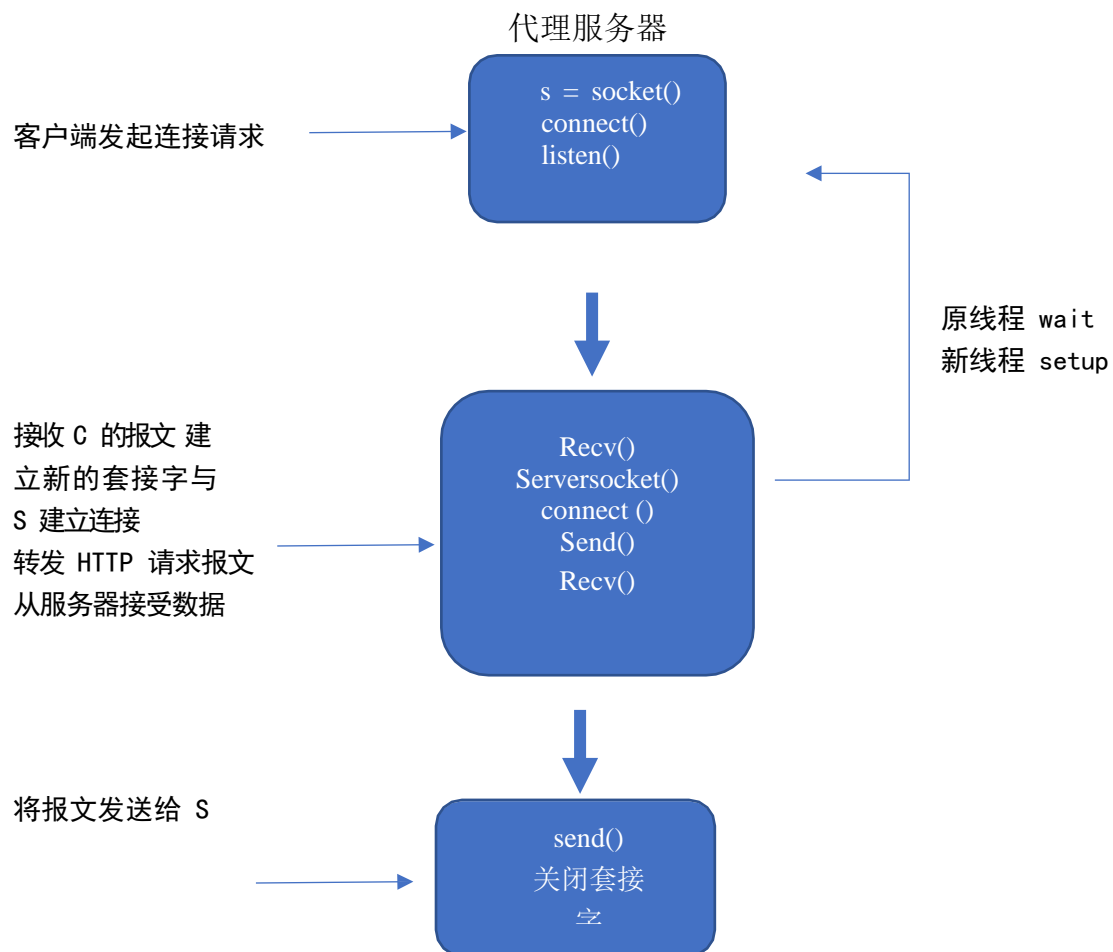 代理服务器
s = socket()
connect()
listen()
客户端发起连接请求
原线程 wait
新线程 setup
接收 C 的报文 建
立新的套接字与
S 建立连接
转发 HTTP 请求报文
从服务器接受数据
Recv()
Serversocket()
connect ()
Send()
Recv()
将报文发送给 S
send()
关闭套接
字